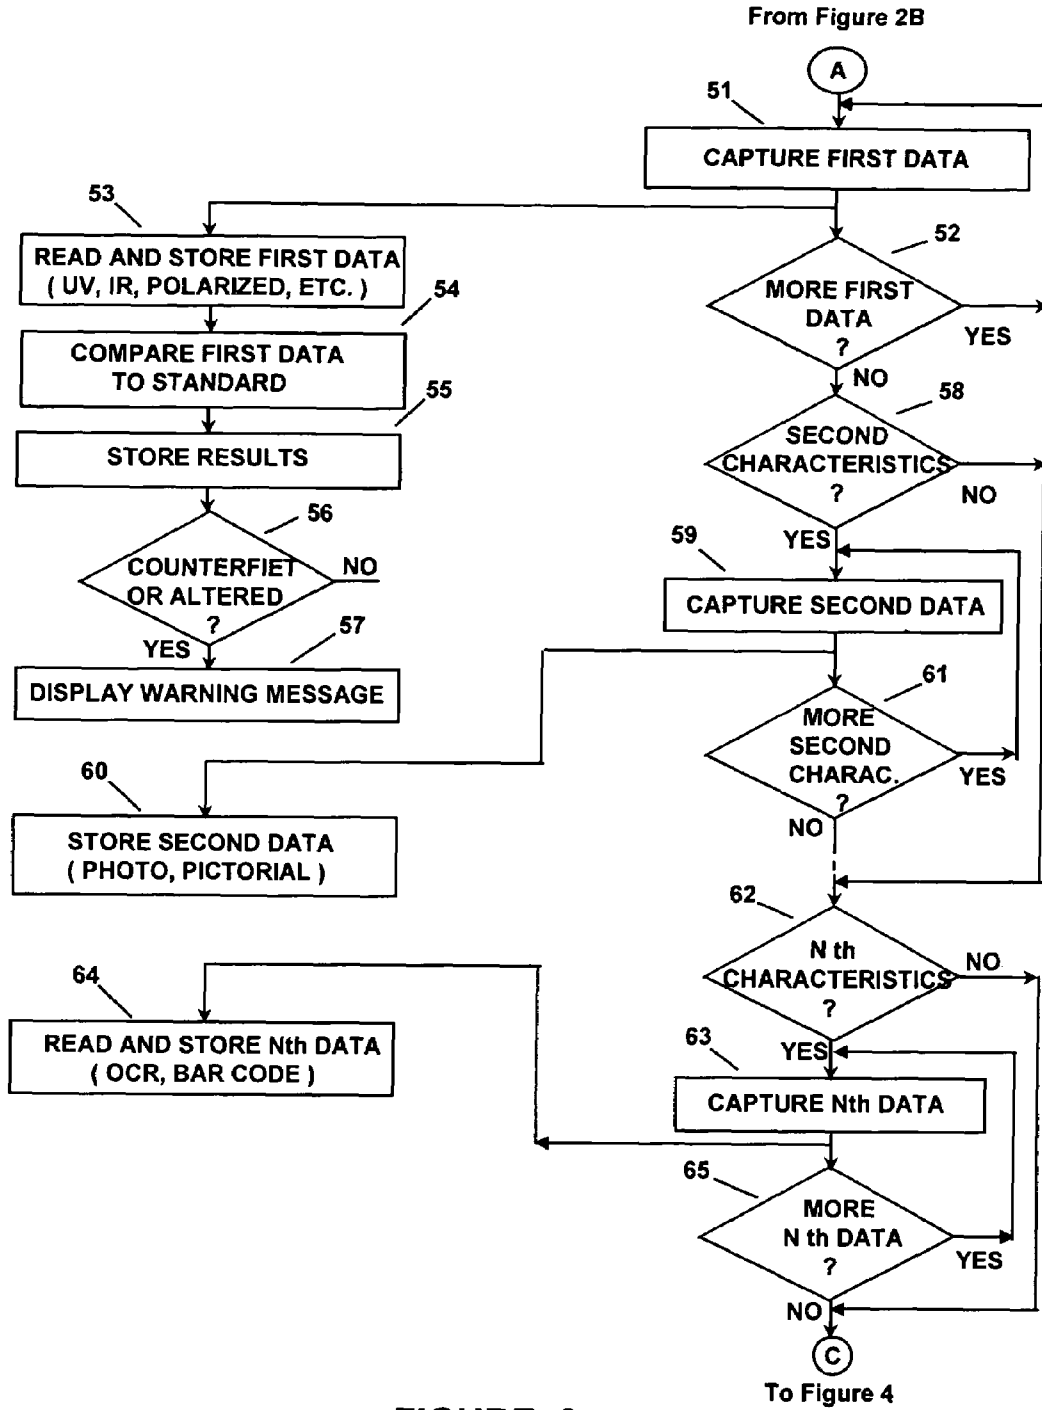 From Figure 2B
A
51
CAPTURE FIRST DATA
53
READ AND STORE FIRST DATA
( UV, IR, POLARIZED, ETC. )
52
MORE FIRST
DATA
?
YES
NO
54
COMPARE FIRST DATA
TO STANDARD
55
STORE RESULTS
58
SECOND
CHARACTERISTICS
?
NO
YES
56
COUNTERFIET
OR ALTERED
?
NO
YES
57
DISPLAY WARNING MESSAGE
59
CAPTURE SECOND DATA
61
MORE
SECOND
CHARAC.
?
YES
NO
60
STORE SECOND DATA
( PHOTO, PICTORIAL )
62
N th
CHARACTERISTICS
?
NO
YES
64
READ AND STORE Nth DATA
( OCR, BAR CODE )
63
CAPTURE Nth DATA
65
MORE
N th DATA
?
YES
NO
C
To Figure 4